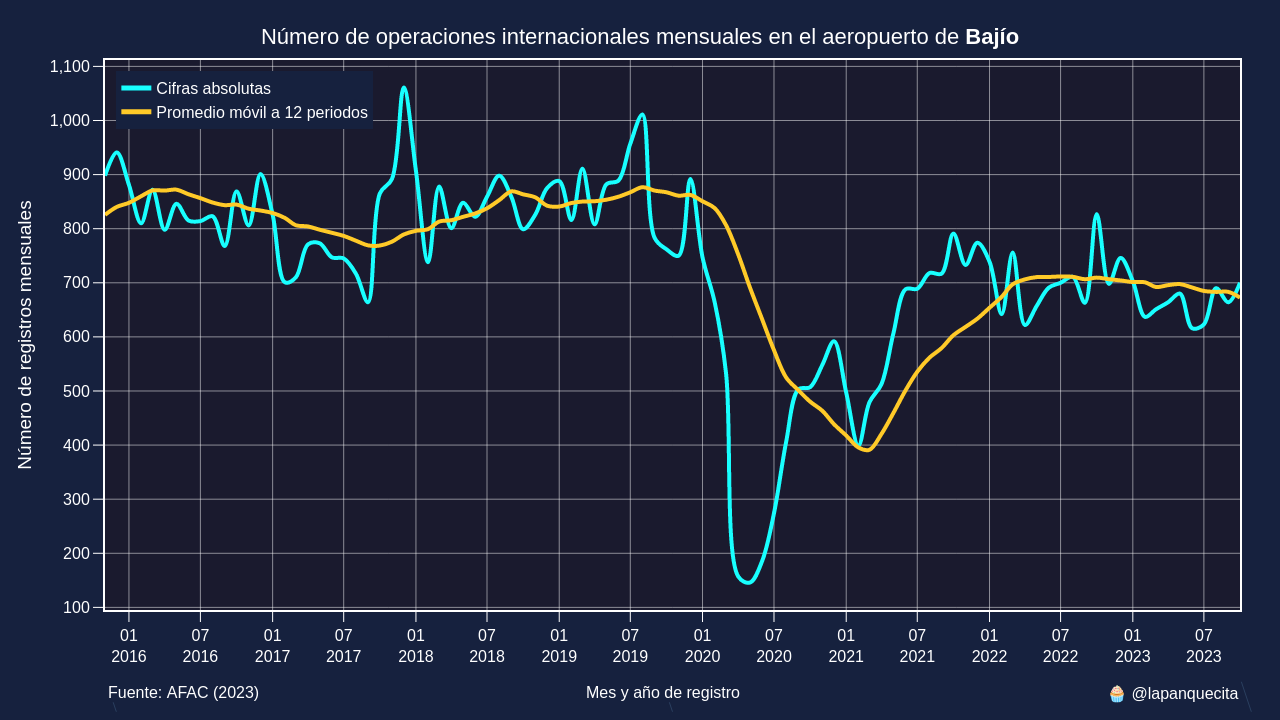 Número de operaciones internacionales mensuales en el aeropuerto de Bajío
Cifras absolutas
Promedio móvil a 12 periodos
Número de registros mensuales
1,100
1,000
900
800
700
600
500
400
300
200
100
01 07 01 07 01 07 01 07 01 07 01 07 01 07 01 07
2016 2016 2017 2017 2018 2018 2019 2019 2020 2020 2021 2021 2022 2022 2023 2023
Fuente: AFAC (2023)
Mes y año de registro
🧁 @lapanquecita